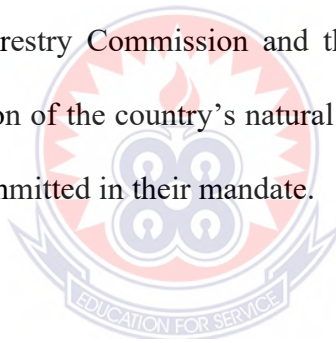 restry Commission and th
on of the country's natural
mmitted in their mandate.
EDUCATION FOR SERVICE